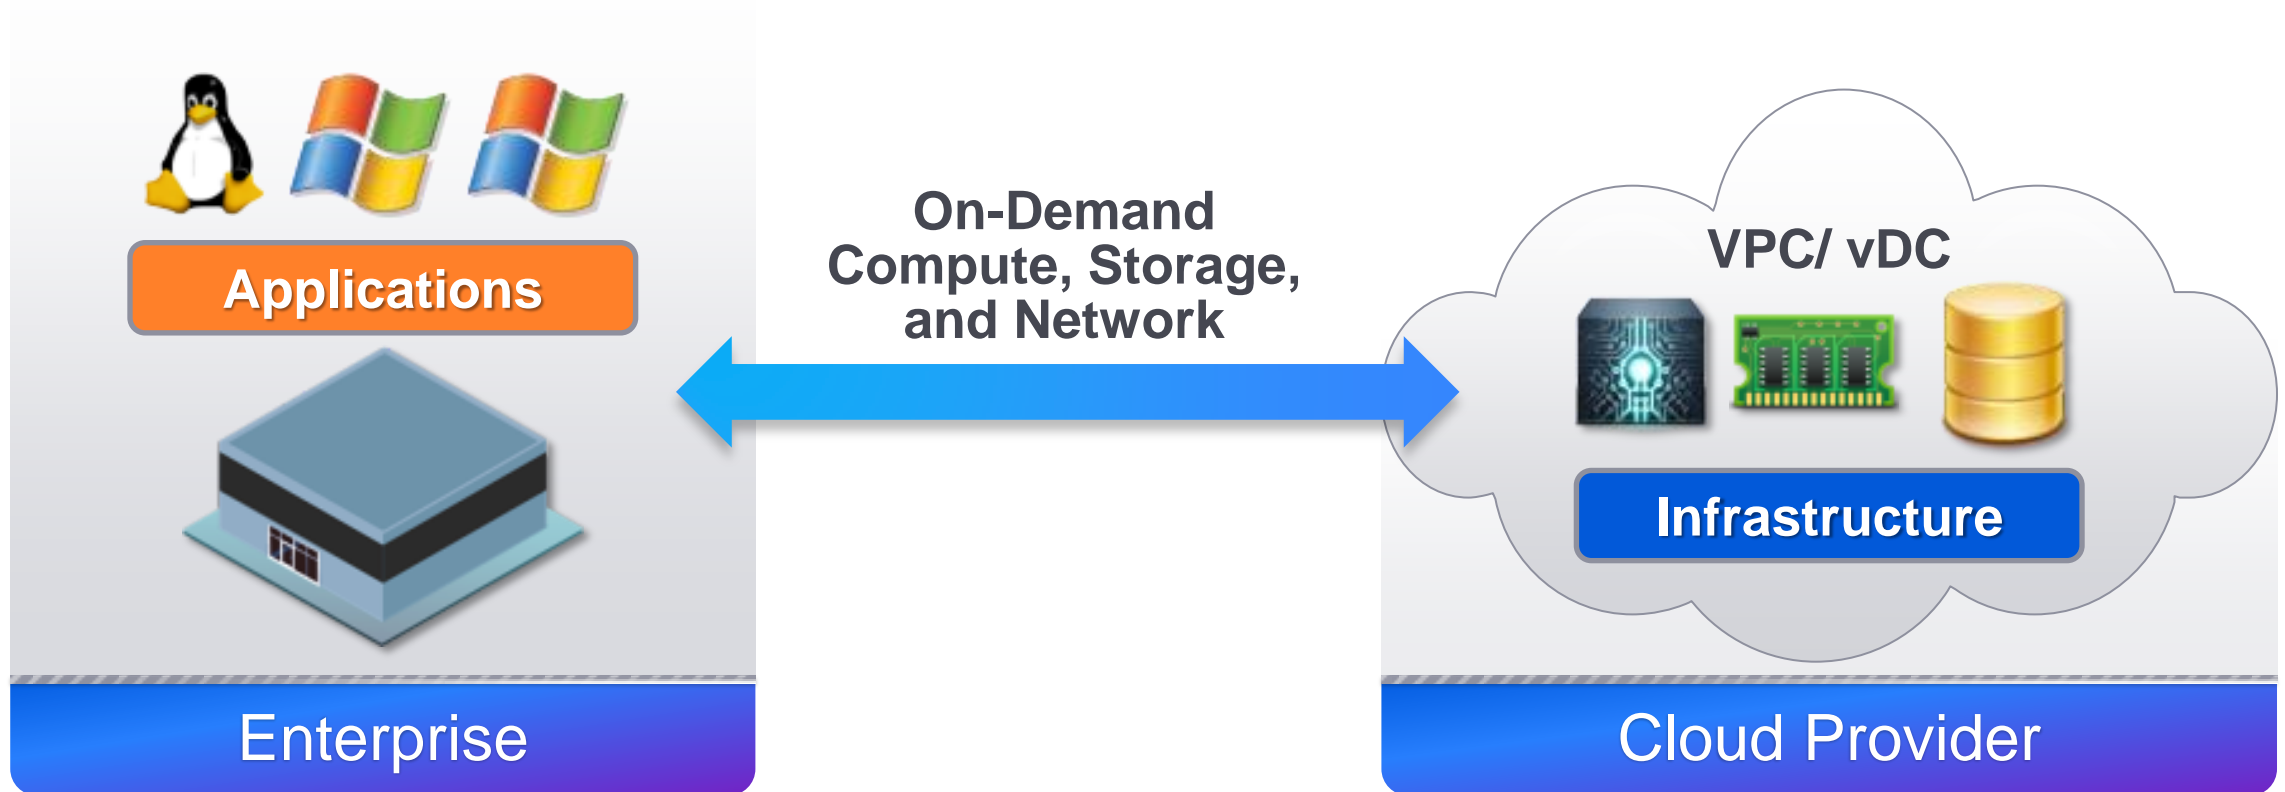 Applications
Enterprise
On-Demand
Compute, Storage,
and Network
VPC/ vDC
Infrastructure
Cloud Provider